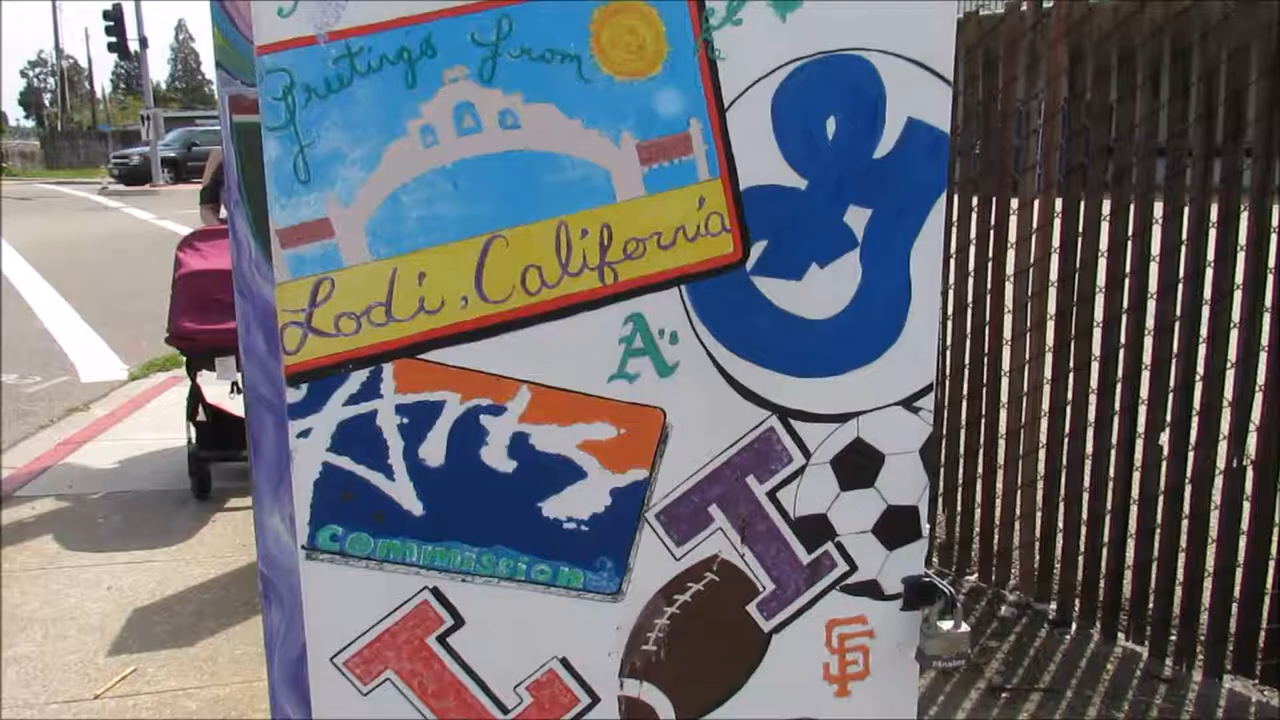 Greetings from
Lodi, California
A's
Arts
Commission
T
L
SF